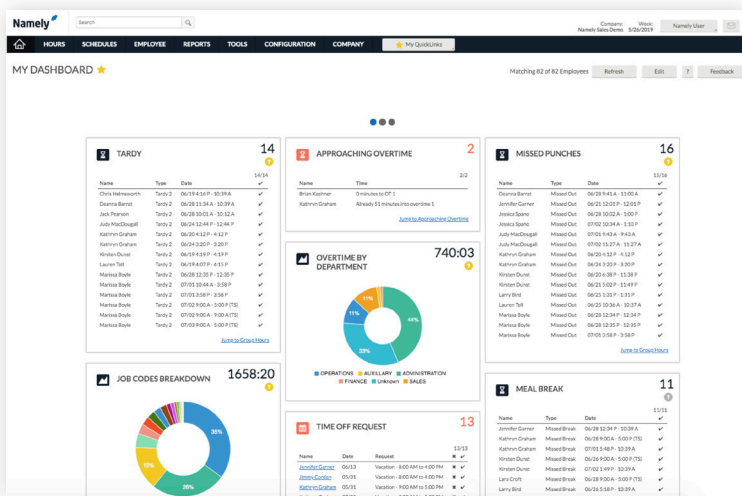 Namely
Search
Company: Week:
Namely Sales Demo 5/26/2019
Namely User
HOURS SCHEDULES EMPLOYEE REPORTS TOOLS CONFIGURATION COMPANY My QuickLinks
MY DASHBOARD
Matching 82 of 82 Employees Refresh Edit ? Feedback
TARDY 14
14/14
Name Type Date
Chris Helmsworth Tardy 2 06/19 4:16 P - 10:39 A
Deanna Barrat Tardy 2 06/28 11:34 A - 10:39 A
Jack Pearson Tardy 2 06/28 10:01 A - 10:12 A
Judy MacDougall Tardy 2 06/24 12:44 P - 12:44 P
Kathryn Graham Tardy 2 06/20 4:12 P - 4:12 P
Kathryn Graham Tardy 2 06/24 3:20 P - 3:20 P
Kirsten Dunst Tardy 2 06/19 4:19 P - 4:19 P
Lauren Tell Tardy 2 06/19 4:07 P - 4:15 P
Marissa Boyle Tardy 2 06/28 12:35 P - 12:35 P
Marissa Boyle Tardy 2 07/01 10:44 A - 3:58 P
Marissa Boyle Tardy 2 07/01 3:58 P - 3:58 P
Marissa Boyle Tardy 2 07/02 9:00 A - 5:00 P (TS)
Marissa Boyle Tardy 2 07/02 9:00 A - 9:00 A (TS)
Marissa Boyle Tardy 2 07/03 9:00 A - 5:00 P (TS)
Jump to Group Hours
JOB CODES BREAKDOWN 1658:20
35%
26%
15%
APPROACHING OVERTIME 2
2/2
Name Time
Brian Kashner 0 minutes to OT 1
Kathryn Graham Already 51 minutes into overtime 1
Jump to Approaching Overtime
OVERTIME BY DEPARTMENT 740:03
11%
11%
44%
33%
OPERATIONS AUXILLARY ADMINISTRATION
FINANCE Unknown SALES
TIME OFF REQUEST 13
13/13
Name Date Request
Jennifer Garner 06/13 Vacation - 8:00 AM to 4:00 PM
Jimmy Corden 05/31 Vacation - 8:00 AM to 4:00 PM
Kathryn Graham 05/31 Vacation - 9:00 AM to 5:00 PM
MISSED PUNCHES 16
Name Type Date
Deanna Barrat Missed Out 06/28 9:41 A - 11:00 A
Jennifer Garner Missed Out 06/21 12:01 P - 12:01 P
Jessica Spano Missed Out 06/28 10:02 A - 1:00 P
Jessica Spano Missed Out 07/02 10:34 A - 1:10 P
Judy MacDougall Missed Out 07/01 9:43 A - 9:43 A
Judy MacDougall Missed Out 07/02 11:27 A - 11:27 A
Kathryn Graham Missed Out 06/20 4:12 P - 4:12 P
Kathryn Graham Missed Out 06/24 3:20 P - 3:20 P
Kirsten Dunst Missed Out 06/20 6:38 P - 11:38 P
Kirsten Dunst Missed Out 06/21 5:02 P - 11:49 P
Larry Bird Missed Out 06/25 1:31 P - 1:31 P
Lauren Tell Missed Out 06/25 10:36 A - 10:37 A
Marissa Boyle Missed Out 06/28 12:34 P - 12:34 P
Marissa Boyle Missed Out 06/28 12:35 P - 12:35 P
Marissa Boyle Missed Out 07/01 3:58 P - 3:58 P
Jump to Group Hours
MEAL BREAK 11
11/11
Name Type Date
Jennifer Garner Missed Break 06/28 12:34 P - 10:39 A
Kathryn Graham Missed Break 06/28 9:00 A - 5:00 P (TS)
Kathryn Graham Missed Break 07/01 5:48 P - 10:39 A
Kirsten Dunst Missed Break 06/28 9:00 A - 5:00 P (TS)
Kirsten Dunst Missed Break 07/02 1:49 P - 10:39 A
Lara Croft Missed Break 06/28 9:00 A - 5:00 P (TS)
Larry Bird Missed Break 06/26 5:18 P - 10:39 A